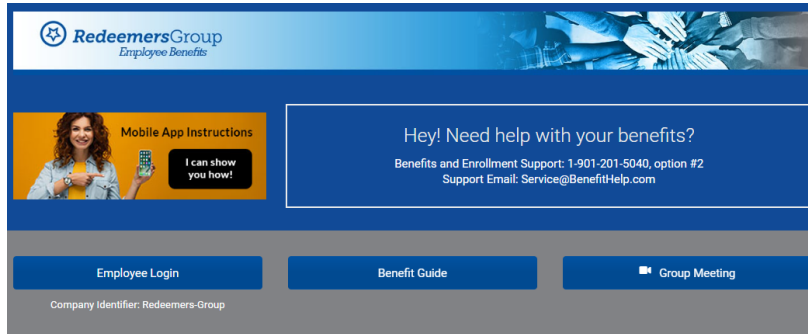 RedeemersGroup
Employee Benefits
Mobile App Instructions
I can show
you how!
Hey! Need help with your benefits?
Benefits and Enrollment Support: 1-901-201-5040, option #2
Support Email: Service@BenefitHelp.com
Employee Login
Benefit Guide
Group Meeting
Company Identifier: Redeemers-Group